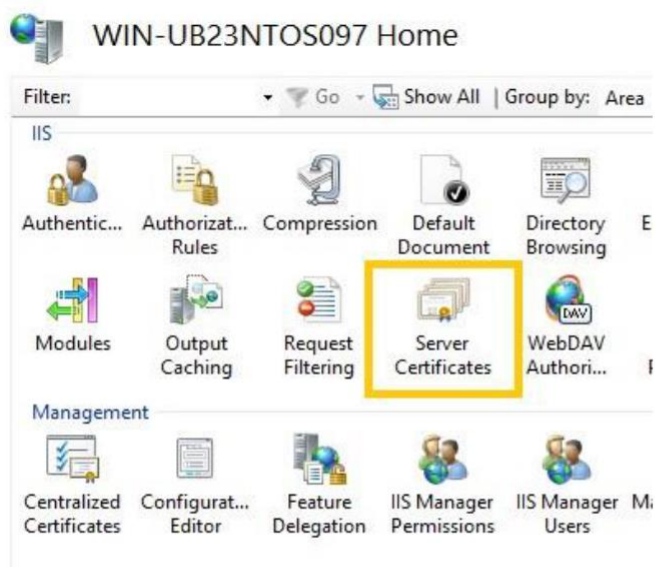 WIN-UB23NTOS097 Home
Filter: Go Show All Group by: Area
IIS
Authentic... Authorizat... Compression Default Directory E
Rules Document Browsing
DAV
Modules Output Request Server WebDAV
Caching Filtering Certificates Authori...
Management
Centralized Configurat... Feature IIS Manager IIS Manager Ma
Certificates Editor Delegation Permissions Users